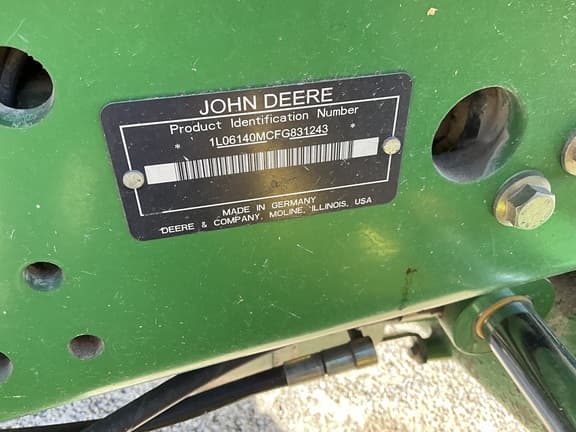 JOHN DEERE
Product Identification Number
* 1L06140MCFG831243 *
MADE IN GERMANY
DEERE & COMPANY, MOLINE, ILLINOIS, USA